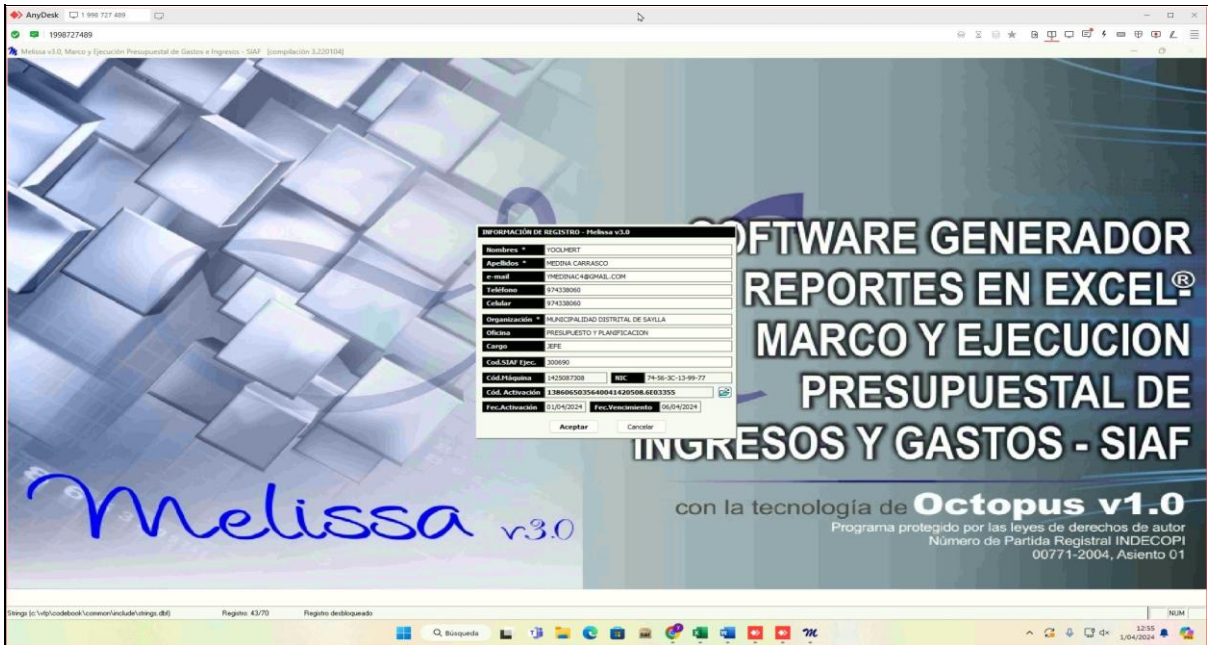 AnyDesk 1 998 727 489
1998727489
Melissa v3.0, Marco y Ejecución Presupuestal de Gastos e Ingresos - SIAF [compilación 3.220104]
INFORMACIÓN DE REGISTRO - Melissa v3.0
Nombres * YOOLMERT
Apellidos * MEDINA CARRASCO
e-mail YMEDINAC4@GMAIL.COM
Teléfono 974338060
Celular 974338060
Organización * MUNICIPALIDAD DISTRITAL DE SAYLLA
Oficina PRESUPUESTO Y PLANIFICACION
Cargo JEFE
Cod.SIAF Ejec. 300690
Cód.Máquina 1425087308 NIC 74-56-3C-13-99-77
Cód. Activación 1386065035640041420508.6E03355
Fec.Activación 01/04/2024 Fec.Vencimiento 06/04/2024
Aceptar Cancelar
SOFTWARE GENERADOR
REPORTES EN EXCEL®
MARCO Y EJECUCION
PRESUPUESTAL DE
INGRESOS Y GASTOS - SIAF
Melissa v3.0
con la tecnología de Octopus v1.0
Programa protegido por las leyes de derechos de autor
Número de Partida Registral INDECOPI
00771-2004, Asiento 01
Strings (c:\vfp\codebook\common\include\strings.dbf) Registro: 43/70 Registro desbloqueado NUM
Búsqueda
12:55
1/04/2024